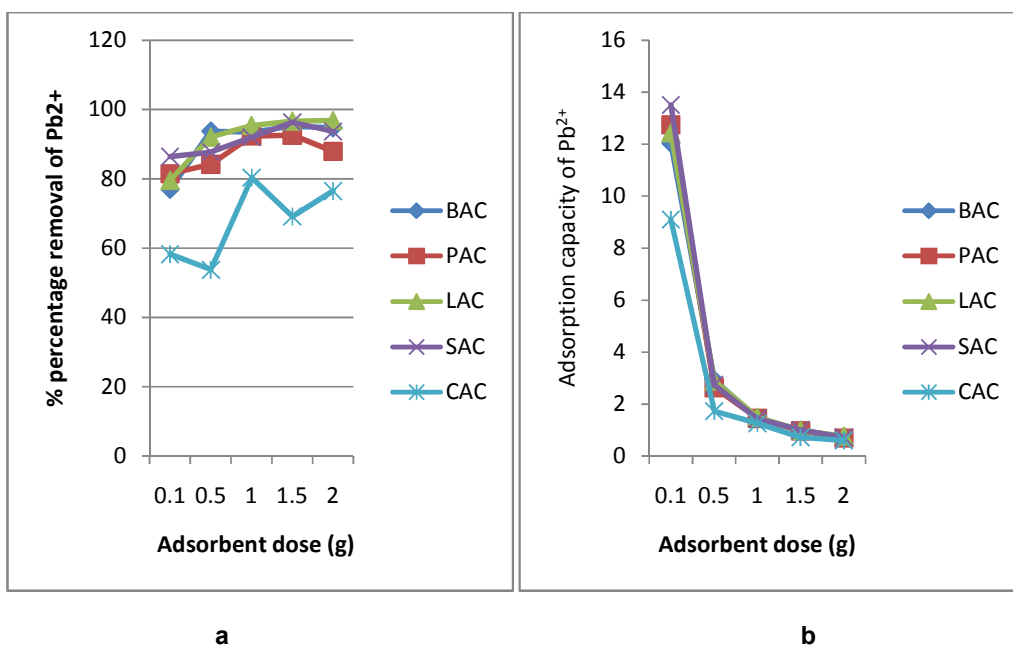 % percentage removal of Pb2+
120
100
80
60
40
20
0
0.1 0.5 1 1.5 2
Adsorbent dose (g)
BAC
PAC
LAC
SAC
CAC
a
Adsorption capacity of Pb²⁺
16
14
12
10
8
6
4
2
0
0.1 0.5 1 1.5 2
Adsorbent dose (g)
BAC
PAC
LAC
SAC
CAC
b